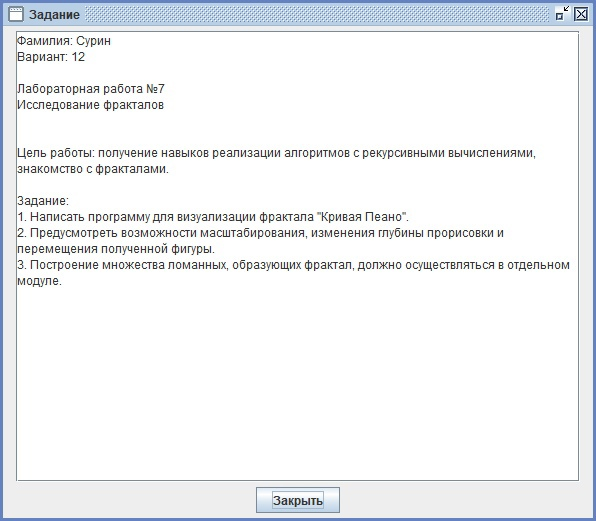 Задание
Фамилия: Сурин
Вариант: 12
Лабораторная работа №7
Исследование фракталов
Цель работы: получение навыков реализации алгоритмов с рекурсивными вычислениями,
знакомство с фракталами.
Задание:
1. Написать программу для визуализации фрактала "Кривая Пеано".
2. Предусмотреть возможности масштабирования, изменения глубины прорисовки и
перемещения полученной фигуры.
3. Построение множества ломанных, образующих фрактал, должно осуществляться в отдельном
модуле.
Закрыть